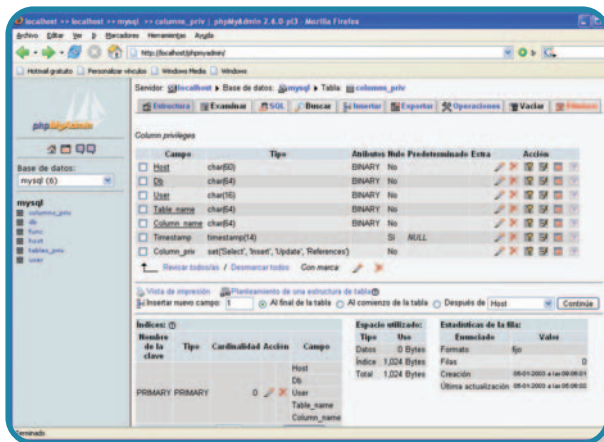 localhost >> localhost >> mysql >> columns_priv | phpMyAdmin 2.6.0-pl3 - Mozilla Firefox
Archivo Editar Ver Ir Marcadores Herramientas Ayuda
http://localhost/phpmyadmin/
Hotmail gratuito Personalizar vínculos Windows Media Windows
Servidor: localhost Base de datos: mysql Tabla: columns_priv
Estructura Examinar SQL Buscar Insertar Exportar Operaciones Vaciar Eliminar
phpMyAdmin
Base de datos:
mysql (6)
mysql
columns_priv
db
func
host
tables_priv
user
Column privileges
Campo Tipo Atributos Nulo Predeterminado Extra Acción
Host char(60) BINARY No
Db char(64) BINARY No
User char(16) BINARY No
Table_name char(64) BINARY No
Column_name char(64) BINARY No
Timestamp timestamp(14) Sí NULL
Column_priv set('Select', 'Insert', 'Update', 'References') No
Revisar todos/as / Desmarcar todos Con marca:
Vista de impresión Planteamiento de una estructura de tabla
Insertar nuevo campo: 1 Al final de la tabla Al comienzo de la tabla Después de Host Continúe
Índices:
Nombre de la clave Tipo Cardinalidad Acción Campo
PRIMARY PRIMARY 0
Host
Db
User
Table_name
Column_name
Espacio utilizado:
Tipo Uso
Datos 0 Bytes
Índice 1,024 Bytes
Total 1,024 Bytes
Estadísticas de la fila:
Enunciado Valor
Formato fijo
Filas 0
Creación
Última actualización
Terminado